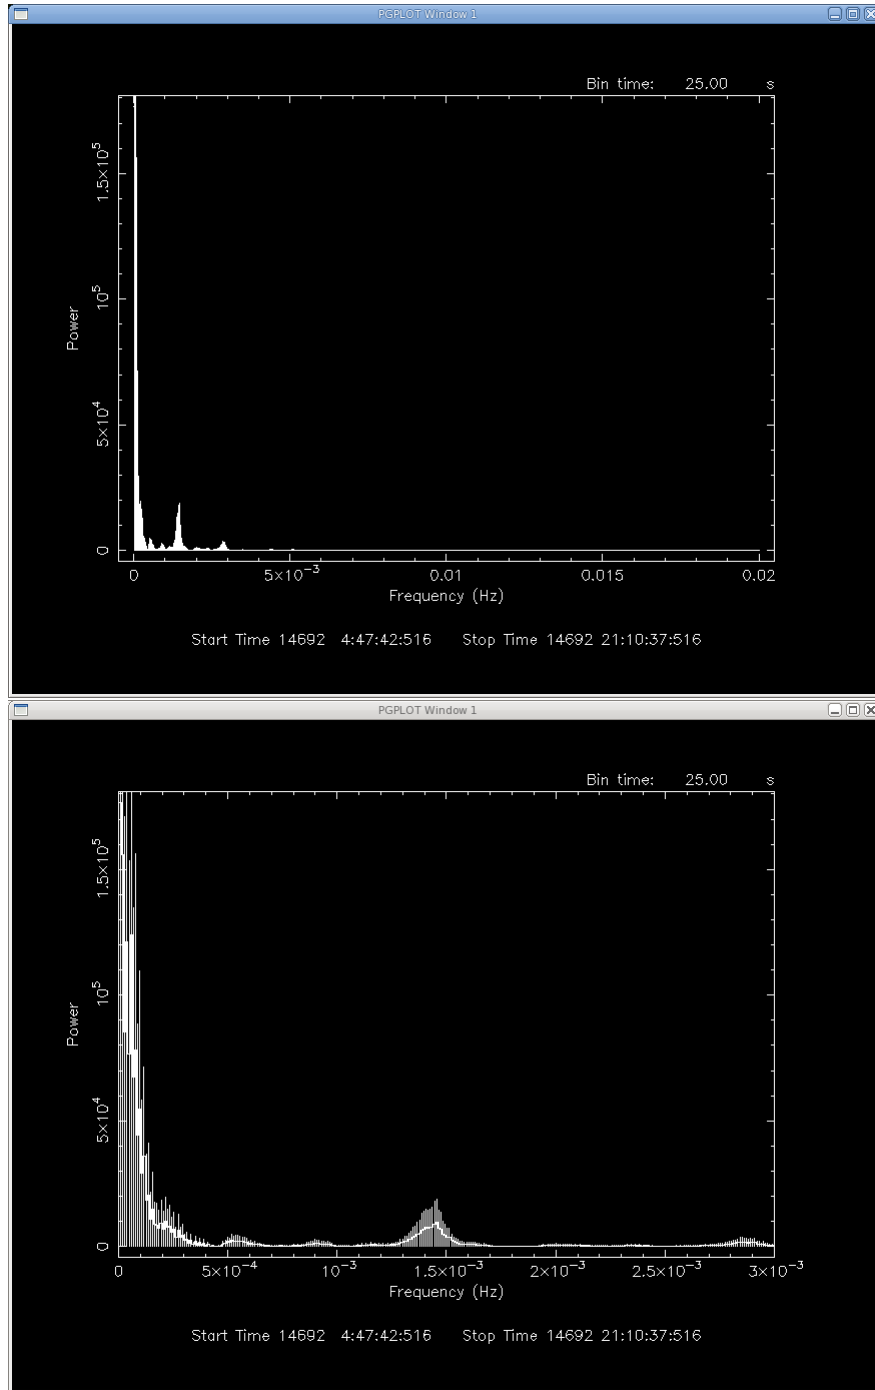 PGPLOT Window 1
Bin time: 25.00 s
1.5×10⁵
10⁵
5×10⁴
0
Power
0 5×10⁻³ 0.01 0.015 0.02
Frequency (Hz)
Start Time 14692 4:47:42:516 Stop Time 14692 21:10:37:516
PGPLOT Window 1
Bin time: 25.00 s
1.5×10⁵
10⁵
5×10⁴
0
Power
0 5×10⁻⁴ 10⁻³ 1.5×10⁻³ 2×10⁻³ 2.5×10⁻³ 3×10⁻³
Frequency (Hz)
Start Time 14692 4:47:42:516 Stop Time 14692 21:10:37:516